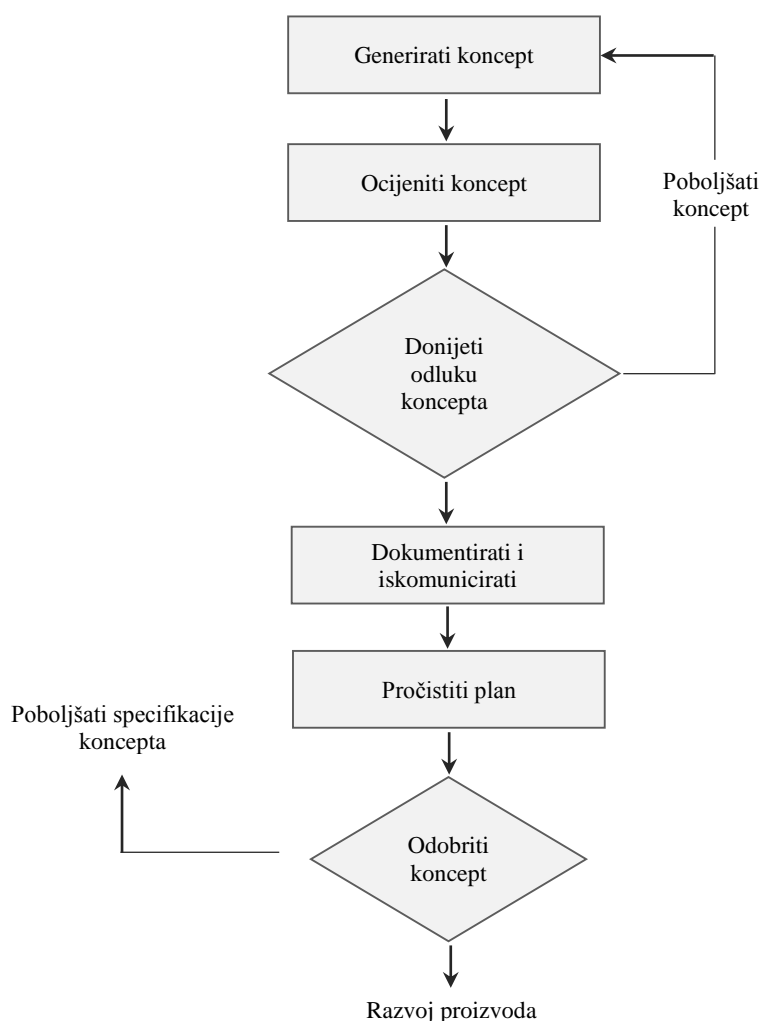 Generirati koncept
Ocijeniti koncept
Poboljšati
koncept
Donijeti
odluku
koncepta
Dokumentirati i
iskomunicirati
Pročistiti plan
Poboljšati specifikacije
koncepta
Odobriti
koncept
Razvoj proizvoda